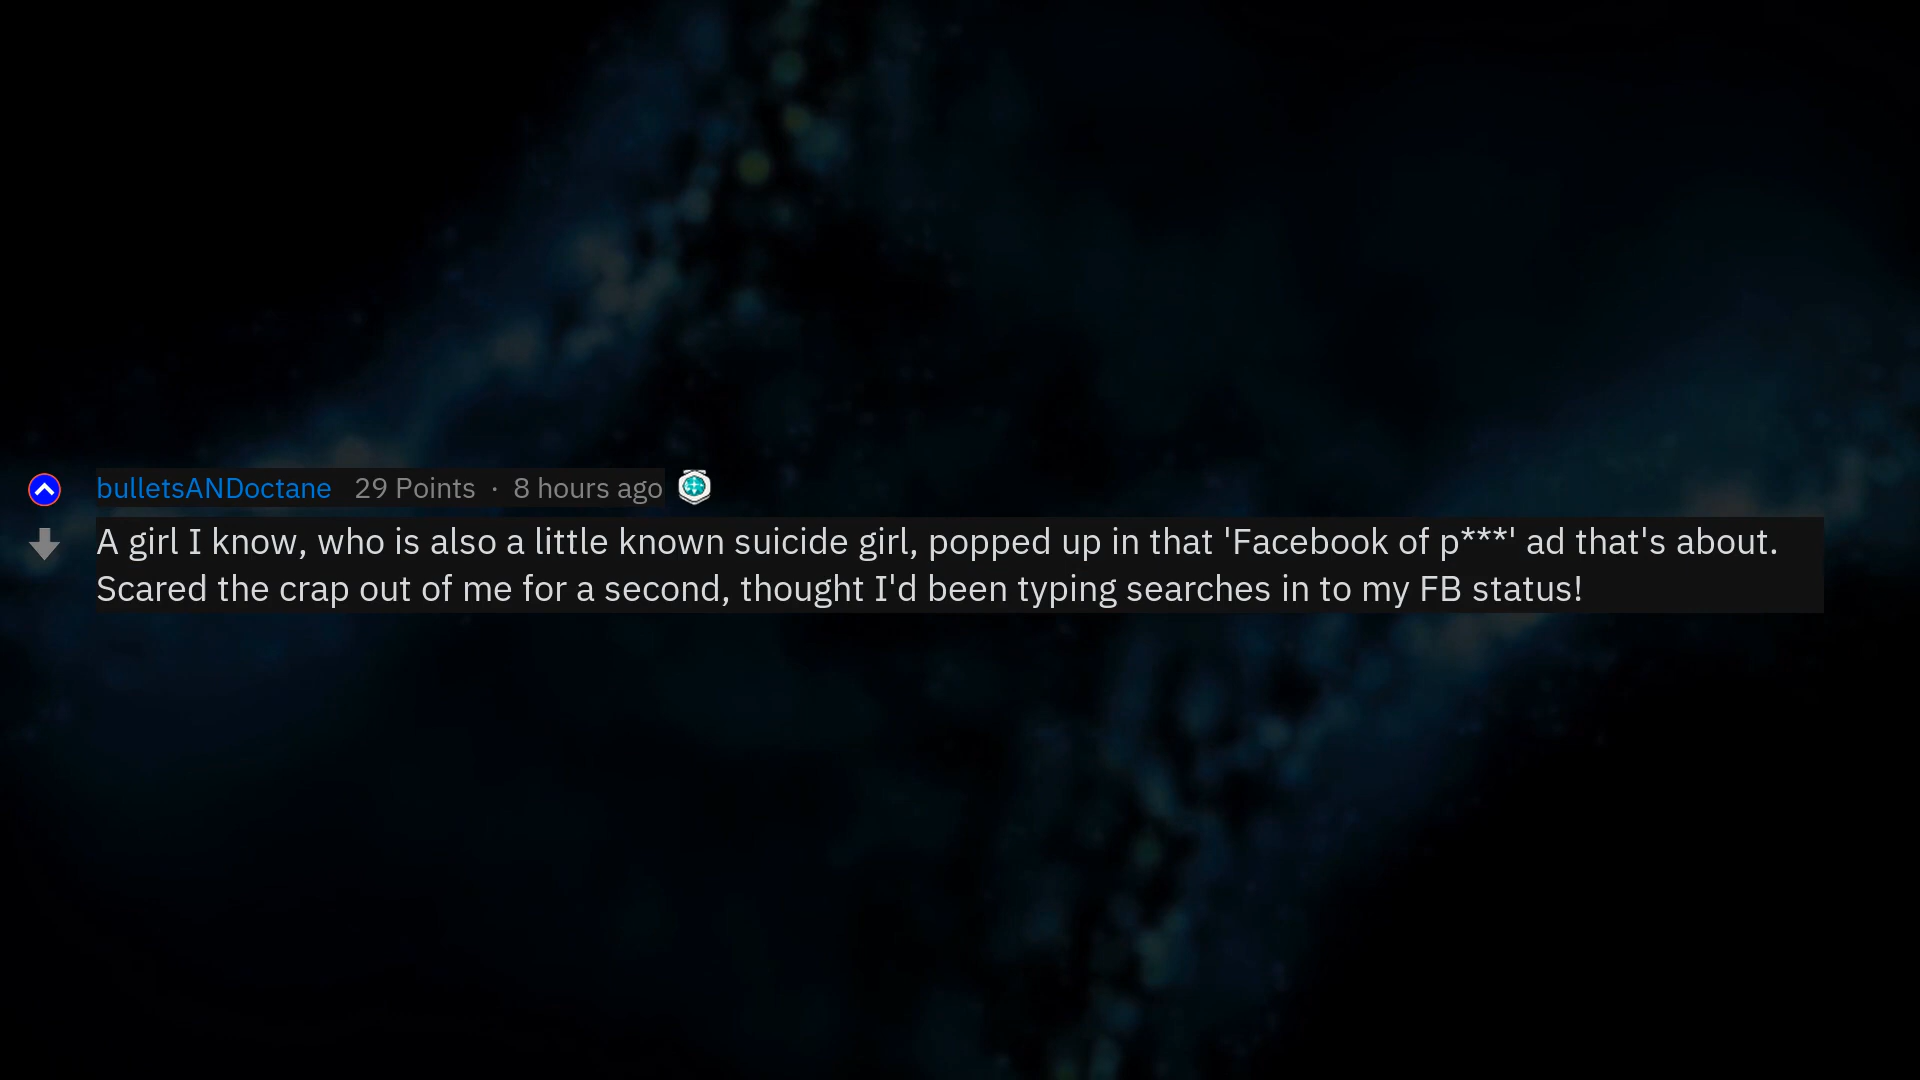 bulletsANDoctane 29 Points · 8 hours ago
A girl I know, who is also a little known suicide girl, popped up in that 'Facebook of p***' ad that's about.
Scared the crap out of me for a second, thought I'd been typing searches in to my FB status!